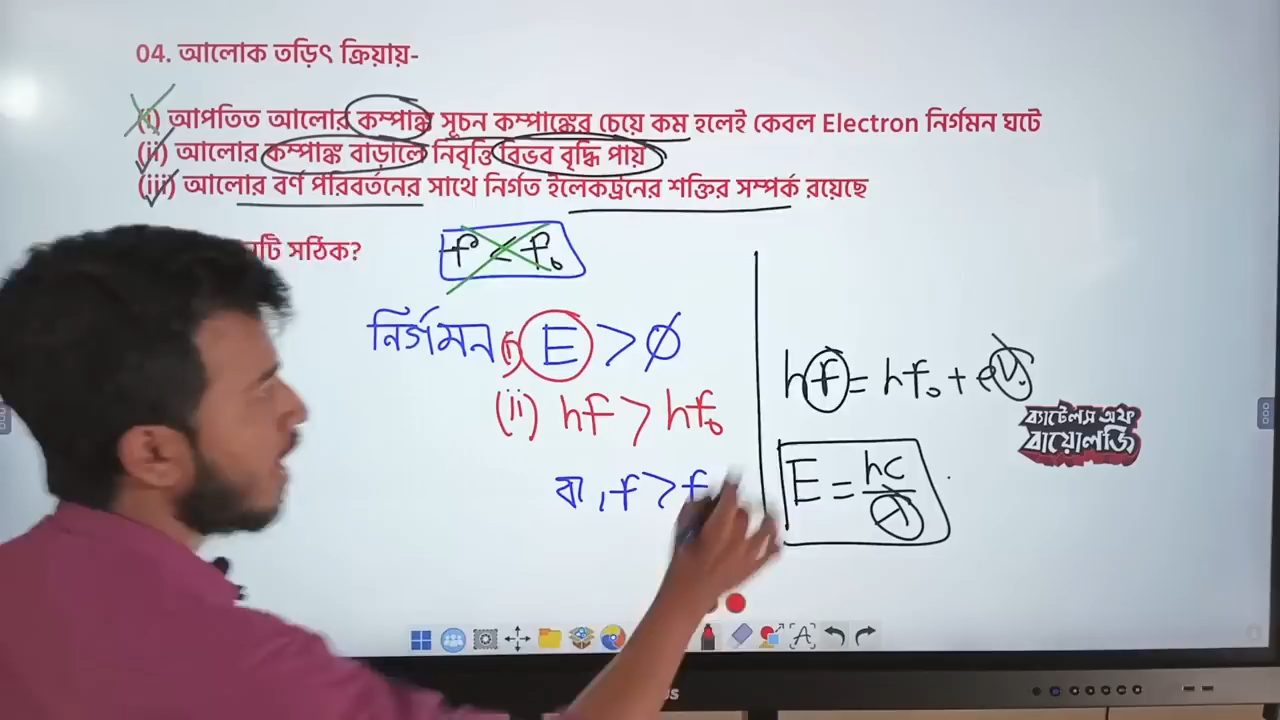 04. আলোক তড়িৎ ক্রিয়ায়-
(i) আপতিত আলোর কম্পাঙ্ক সূচন কম্পাঙ্কের চেয়ে কম হলেই কেবল Electron নির্গমন ঘটে
(ii) আলোর কম্পাঙ্ক বাড়ালে নিবৃত্তি বিভব বৃদ্ধি পায়
(iii) আলোর বর্ণ পরিবর্তনের সাথে নির্গত ইলেকট্রনের শক্তির সম্পর্ক রয়েছে
সঠিক?
f < f₀
নির্গমন (i) E > ∅
(ii) hf > hf₀
বা, f > f
hf = hf₀ + eV₀
E = hc/λ
ব্যাটেলস এফ
বায়োলজি